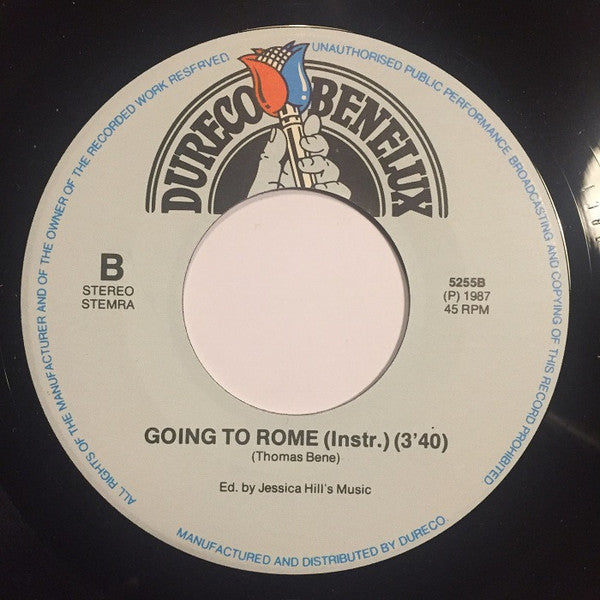 ALL RIGHTS OF THE MANUFACTURER AND OF THE OWNER OF THE RECORDED WORK RESERVED
UNAUTHORISED PUBLIC PERFORMANCE BROADCASTING AND COPYING OF THIS RECORD PROHIBITED
DURECO BENELUX
B
STEREO
STEMRA
5255B
(P) 1987
45 RPM
GOING TO ROME (Instr.) (3'40)
(Thomas Bene)
Ed. by Jessica Hill's Music
MANUFACTURED AND DISTRIBUTED BY DURECO